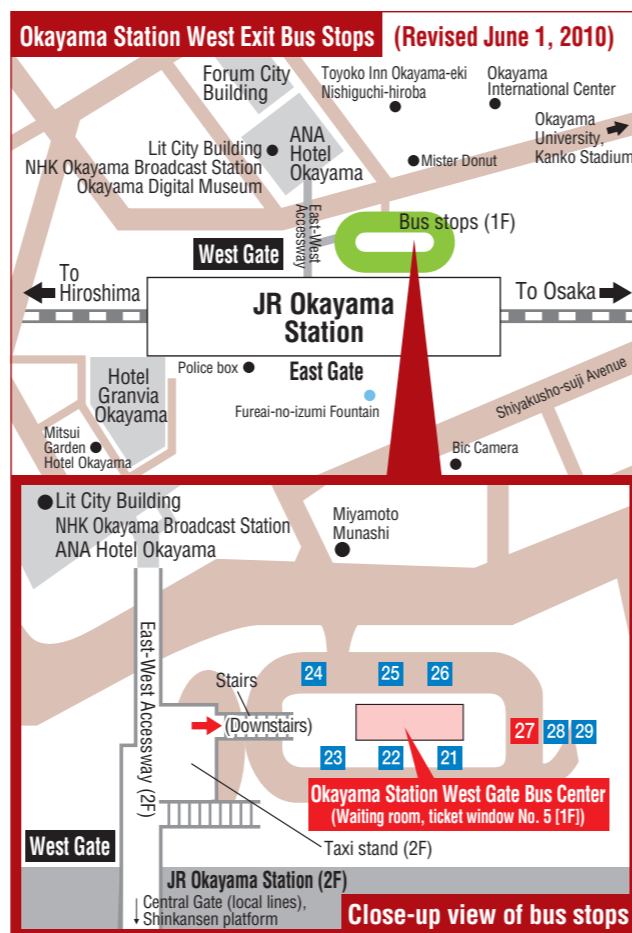 Okayama Station West Exit Bus Stops (Revised June 1, 2010)
Forum City
Building
Toyoko Inn Okayama-eki
Nishiguchi-hiroba
Okayama
International Center
Okayama
University,
Kanko Stadium
Lit City Building
NHK Okayama Broadcast Station
Okayama Digital Museum
ANA
Hotel
Okayama
Mister Donut
East-West
Accessway
Bus stops (1F)
West Gate
To
Hiroshima
To Osaka
JR Okayama
Station
Police box
East Gate
Hotel
Granvia
Okayama
Fureai-no-izumi Fountain
Shiyakusho-suji Avenue
Mitsui
Garden
Hotel Okayama
Bic Camera
Lit City Building
NHK Okayama Broadcast Station
ANA Hotel Okayama
Miyamoto
Munashi
East-West Accessway (2F)
Stairs
(Downstairs)
24
25
26
27
28
29
23
22
21
Okayama Station West Gate Bus Center
(Waiting room, ticket window No. 5 [1F])
West Gate
Taxi stand (2F)
JR Okayama Station (2F)
Central Gate (local lines),
Shinkansen platform
Close-up view of bus stops